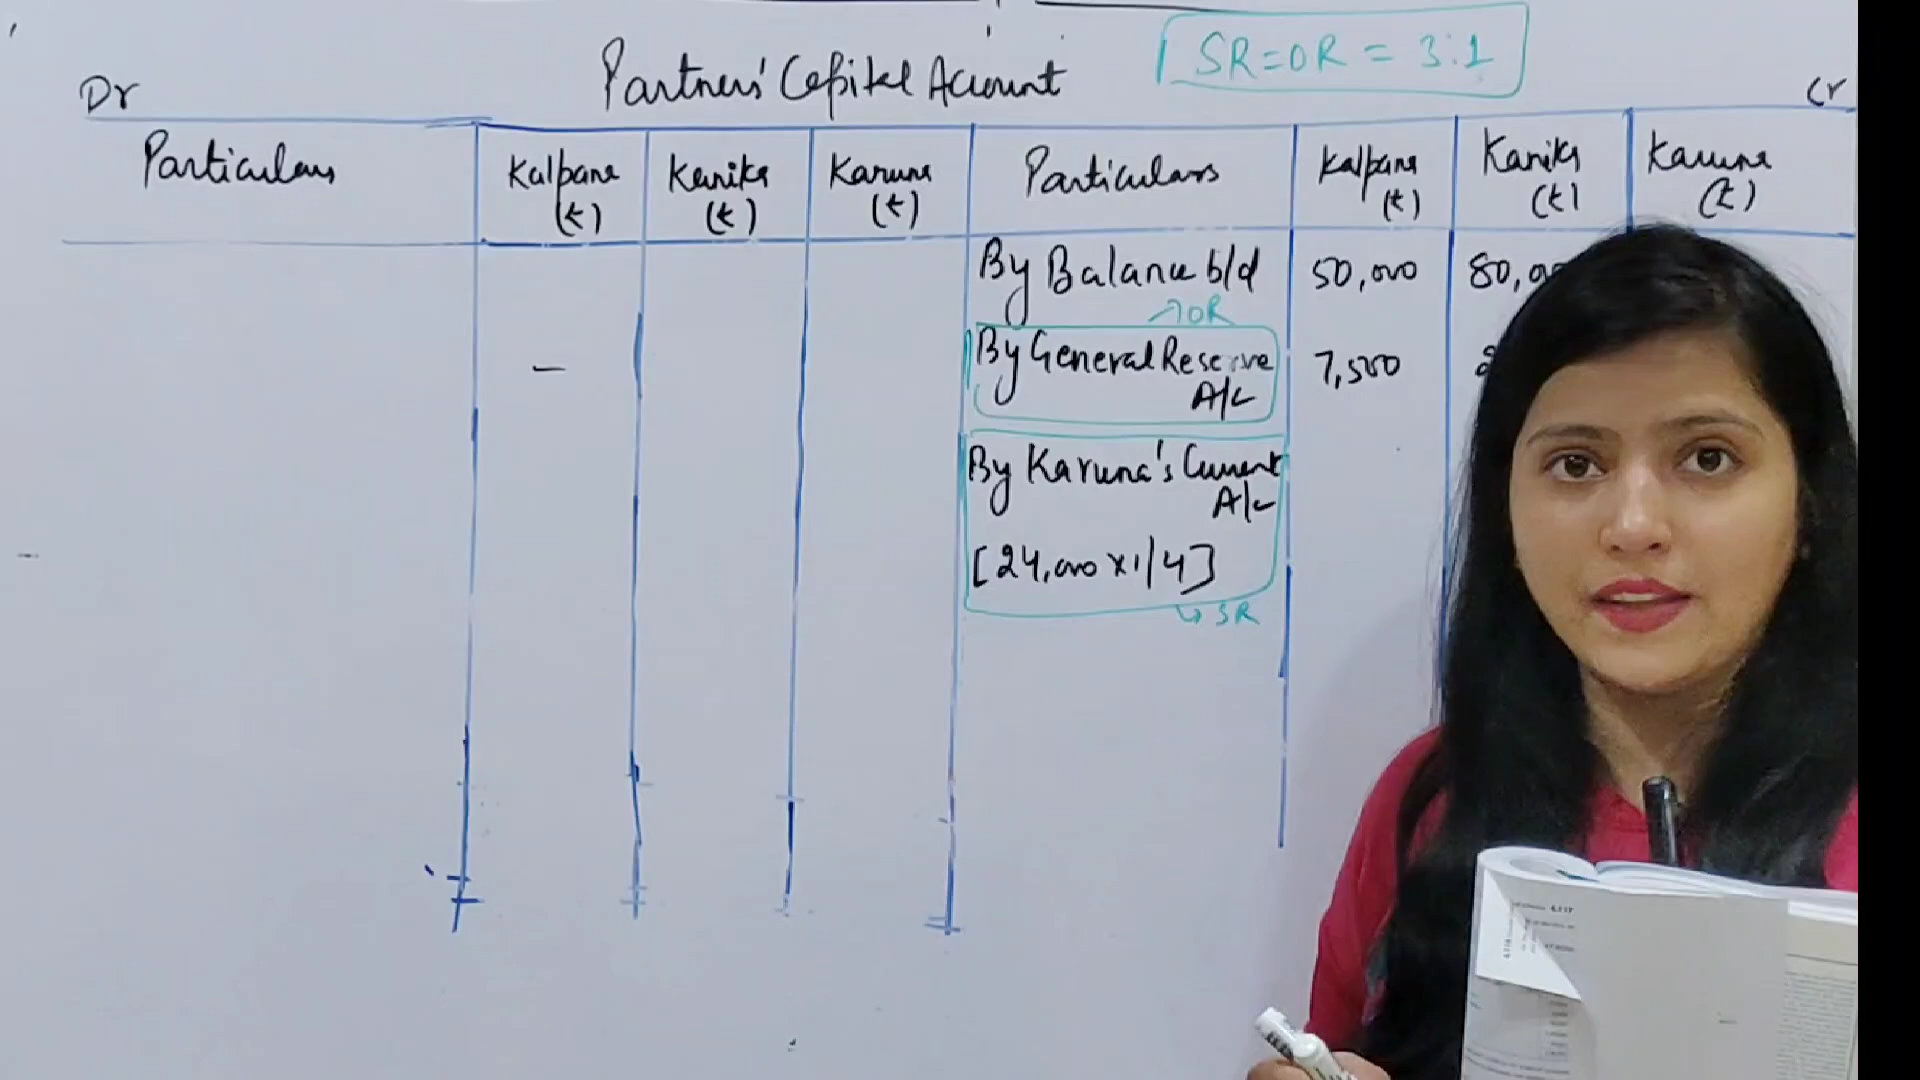 Partners' Capital Account
SR=OR = 3:1
Dr
Cr
Particulars
Kalpana
(₹)
Kanika
(₹)
Karuna
(₹)
Particulars
Kalpana
(₹)
Kanika
(₹)
Karuna
(₹)
By Balance b/d
50,000
80,
→OR
By General Reserve
A/c
7,500
—
By Karuna's Current
A/c
[24,000 x 1/4]
↳ SR